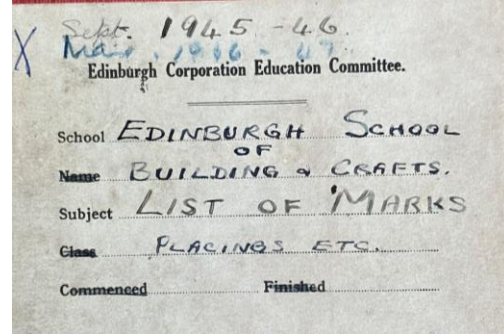 Sept. 1945-46.
X Mar. 1946-47
Edinburgh Corporation Education Committee.
School EDINBURGH SCHOOL
OF
Name BUILDING & CRAFTS.
Subject LIST OF MARKS
Class PLACINGS ETC.
Commenced Finished